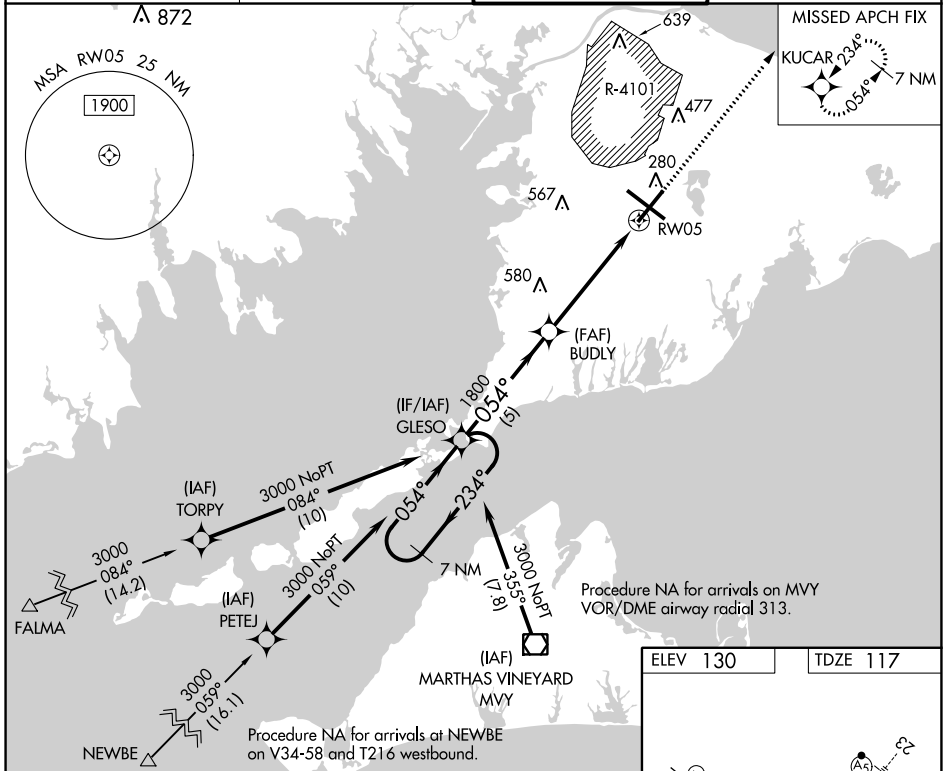 872
MSA RW05 25 NM
1900
639
R-4101
477
280
567
RW05
580
MISSED APCH FIX
KUCAR
234°
054°
7 NM
(FAF)
BUDLY
1800
054°
(5)
(IF/IAF)
GLESO
3000 NoPT
084°
(10)
(IAF)
TORPY
054°
234°
7 NM
3000
084°
(14.2)
FALMA
3000 NoPT
059°
(10)
(IAF)
PETEJ
3000 NoPT
355°
(7.8)
Procedure NA for arrivals on MVY
VOR/DME airway radial 313.
(IAF)
MARTHAS VINEYARD
MVY
3000
059°
(16.1)
NEWBE
Procedure NA for arrivals at NEWBE
on V34-58 and T216 westbound.
ELEV 130
TDZE 117
A5
23